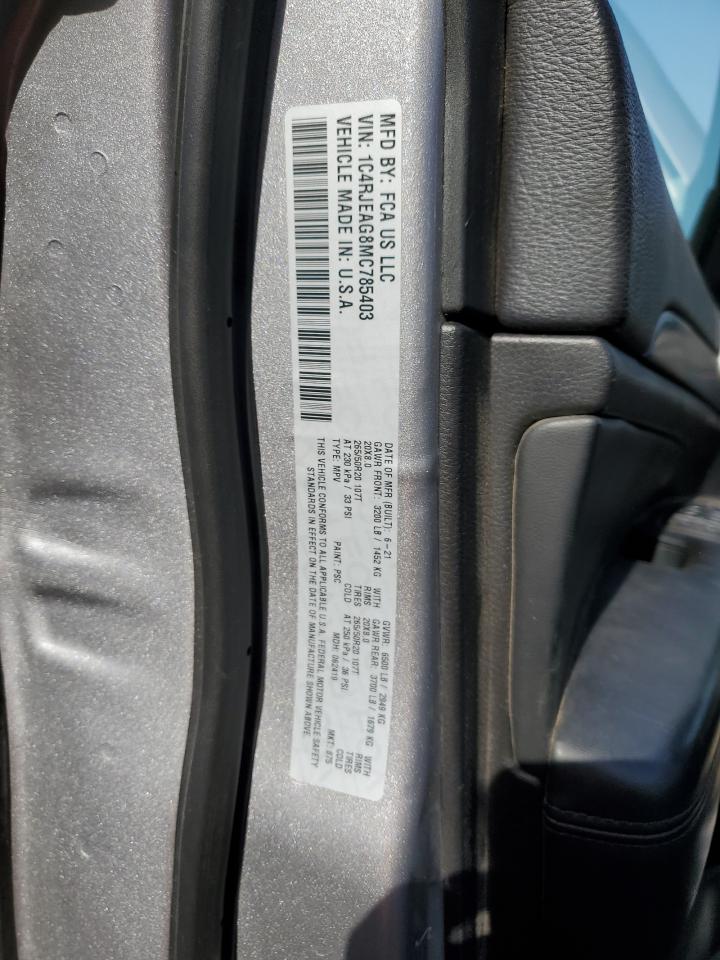 MFD BY: FCA US LLC
VIN: 1C4RJEAG8MC785403
VEHICLE MADE IN: U.S.A.
DATE OF MFR (BUILT): 6-21 GVWR: 6500 LB / 2949 KG
GAWR FRONT: 3200 LB / 1452 KG WITH GAWR REAR: 3700 LB / 1679 KG WITH
20X8.0 RIMS 20X8.0 RIMS
265/50R20 107T TIRES 265/50R20 107T TIRES
AT 230 kPa / 33 PSI COLD AT 250 kPa / 36 PSI COLD
TYPE: MPV PAINT: PSC MDH: 062419 MKT: 875
THIS VEHICLE CONFORMS TO ALL APPLICABLE U.S.A. FEDERAL MOTOR VEHICLE SAFETY
STANDARDS IN EFFECT ON THE DATE OF MANUFACTURE SHOWN ABOVE.